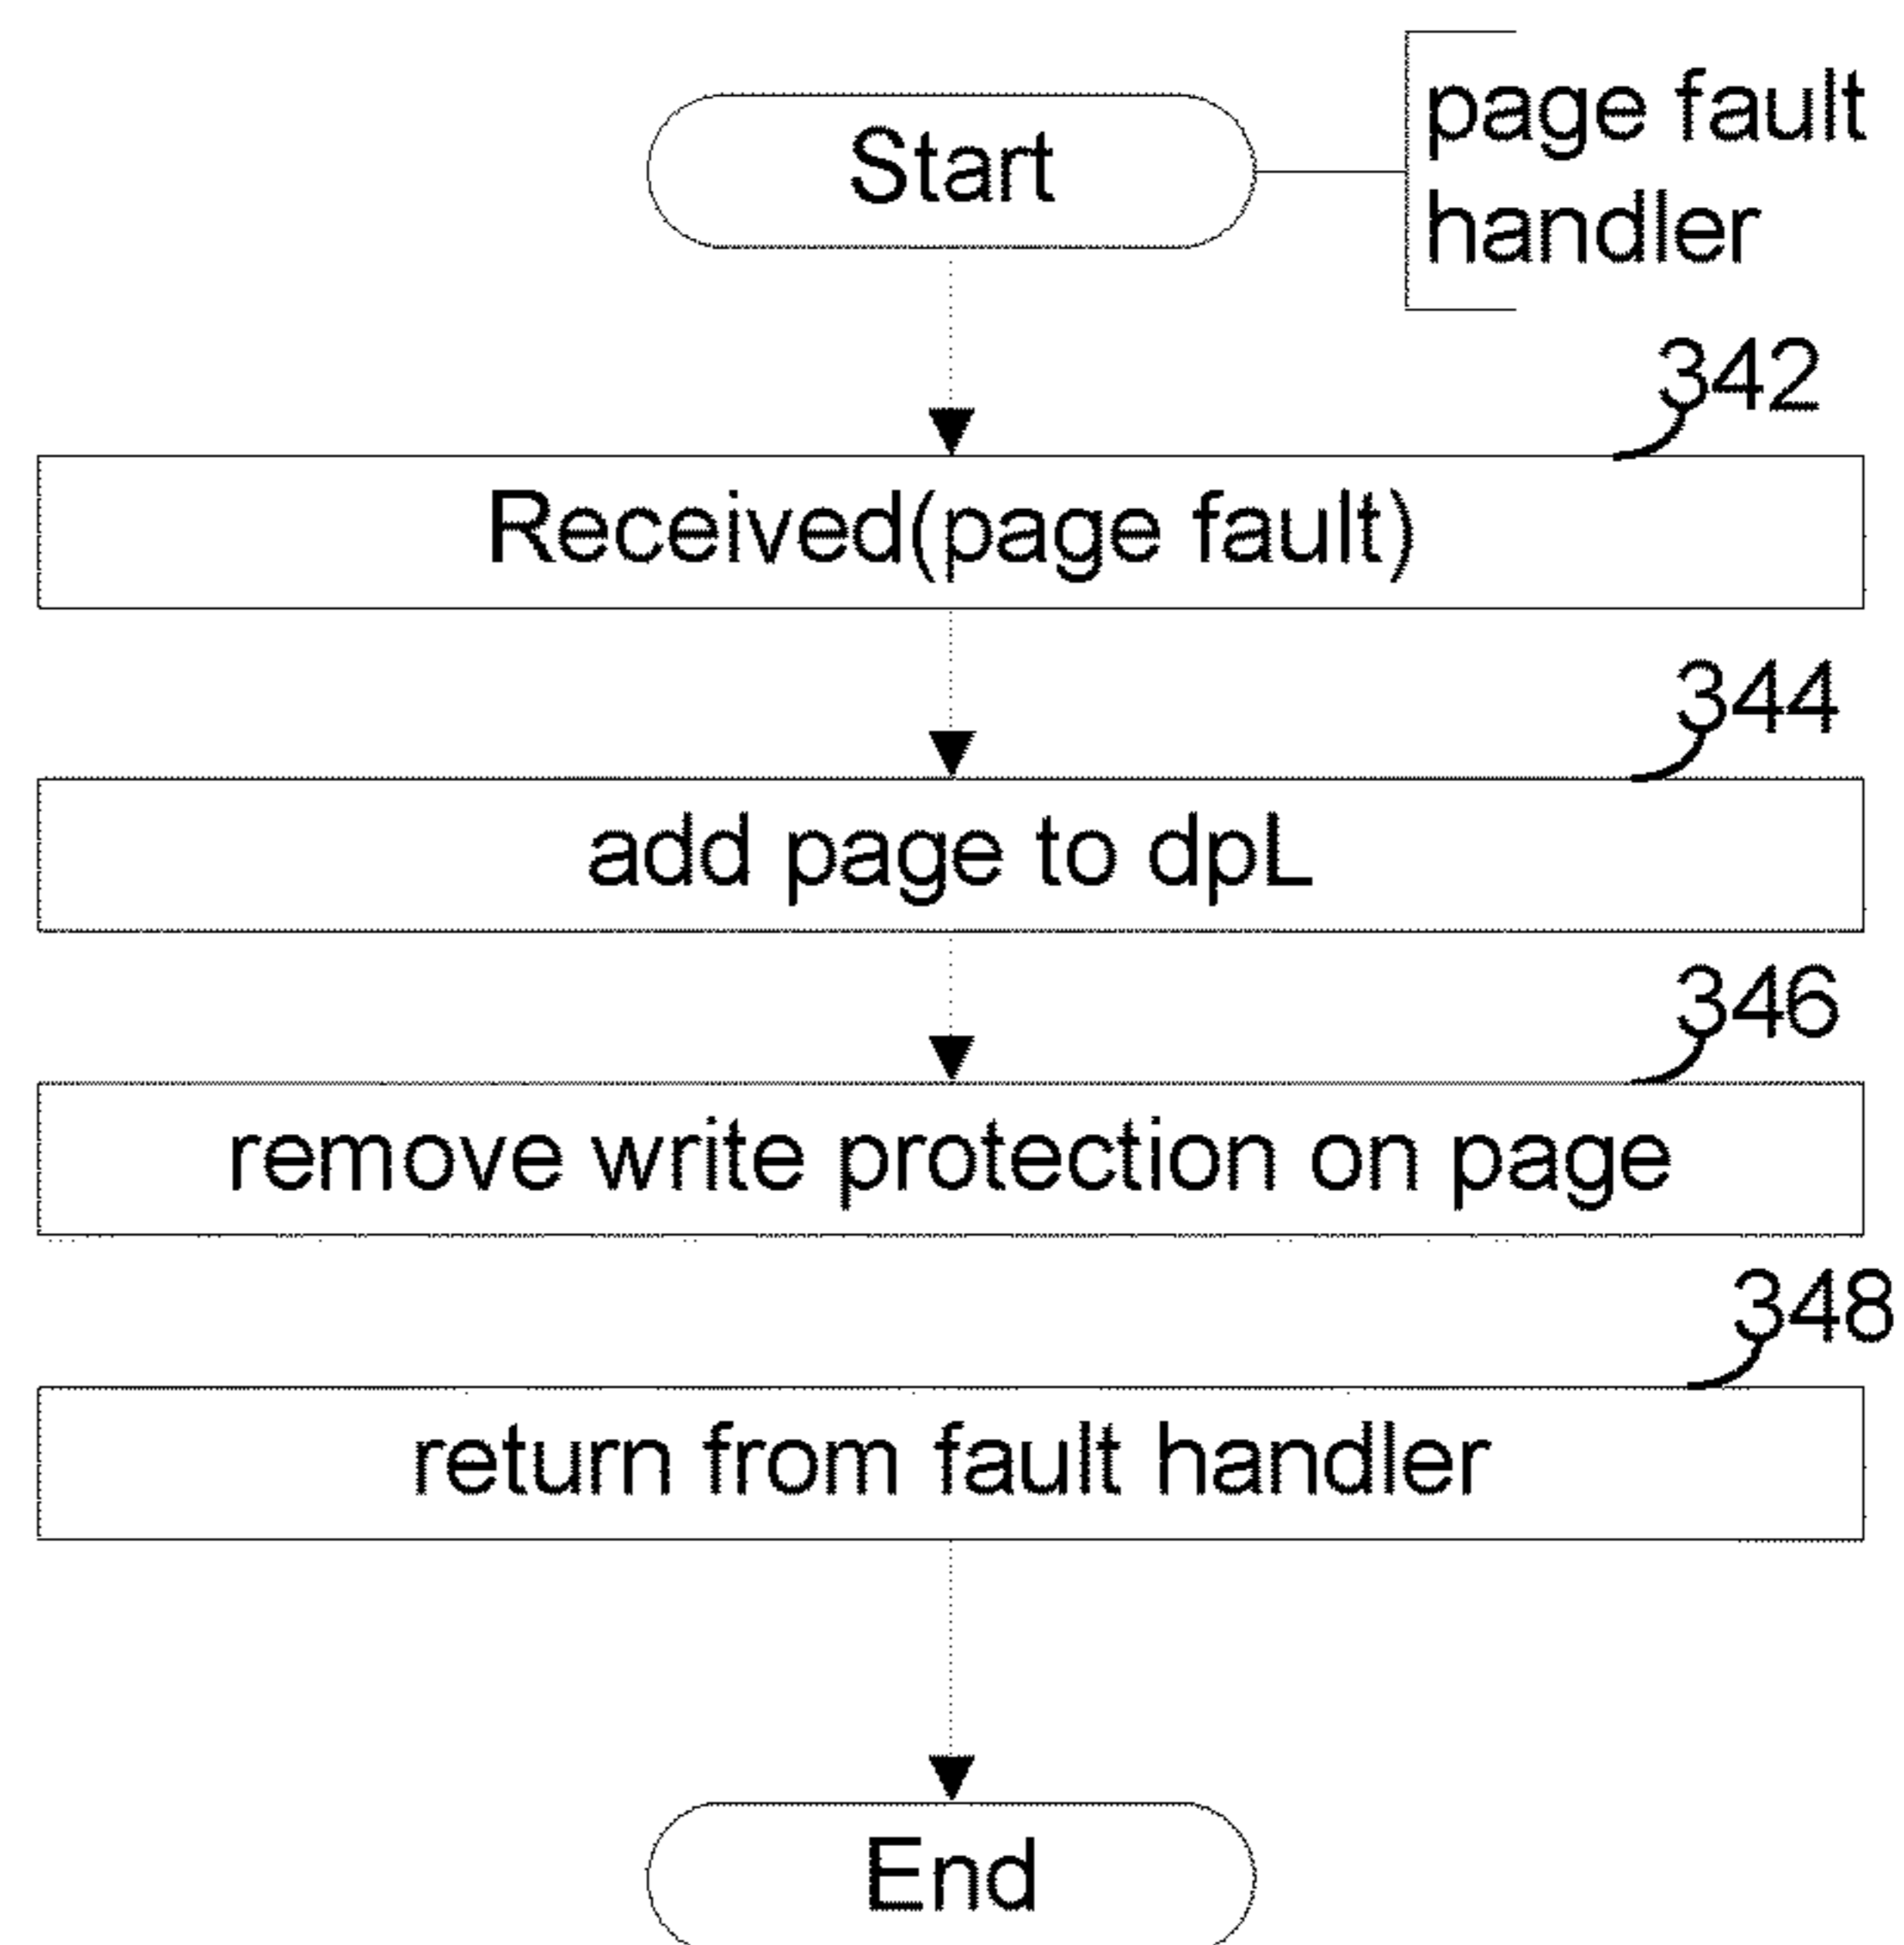 Start
page fault
handler
342
Received(page fault)
344
add page to dpL
346
remove write protection on page
348
return from fault handler
End